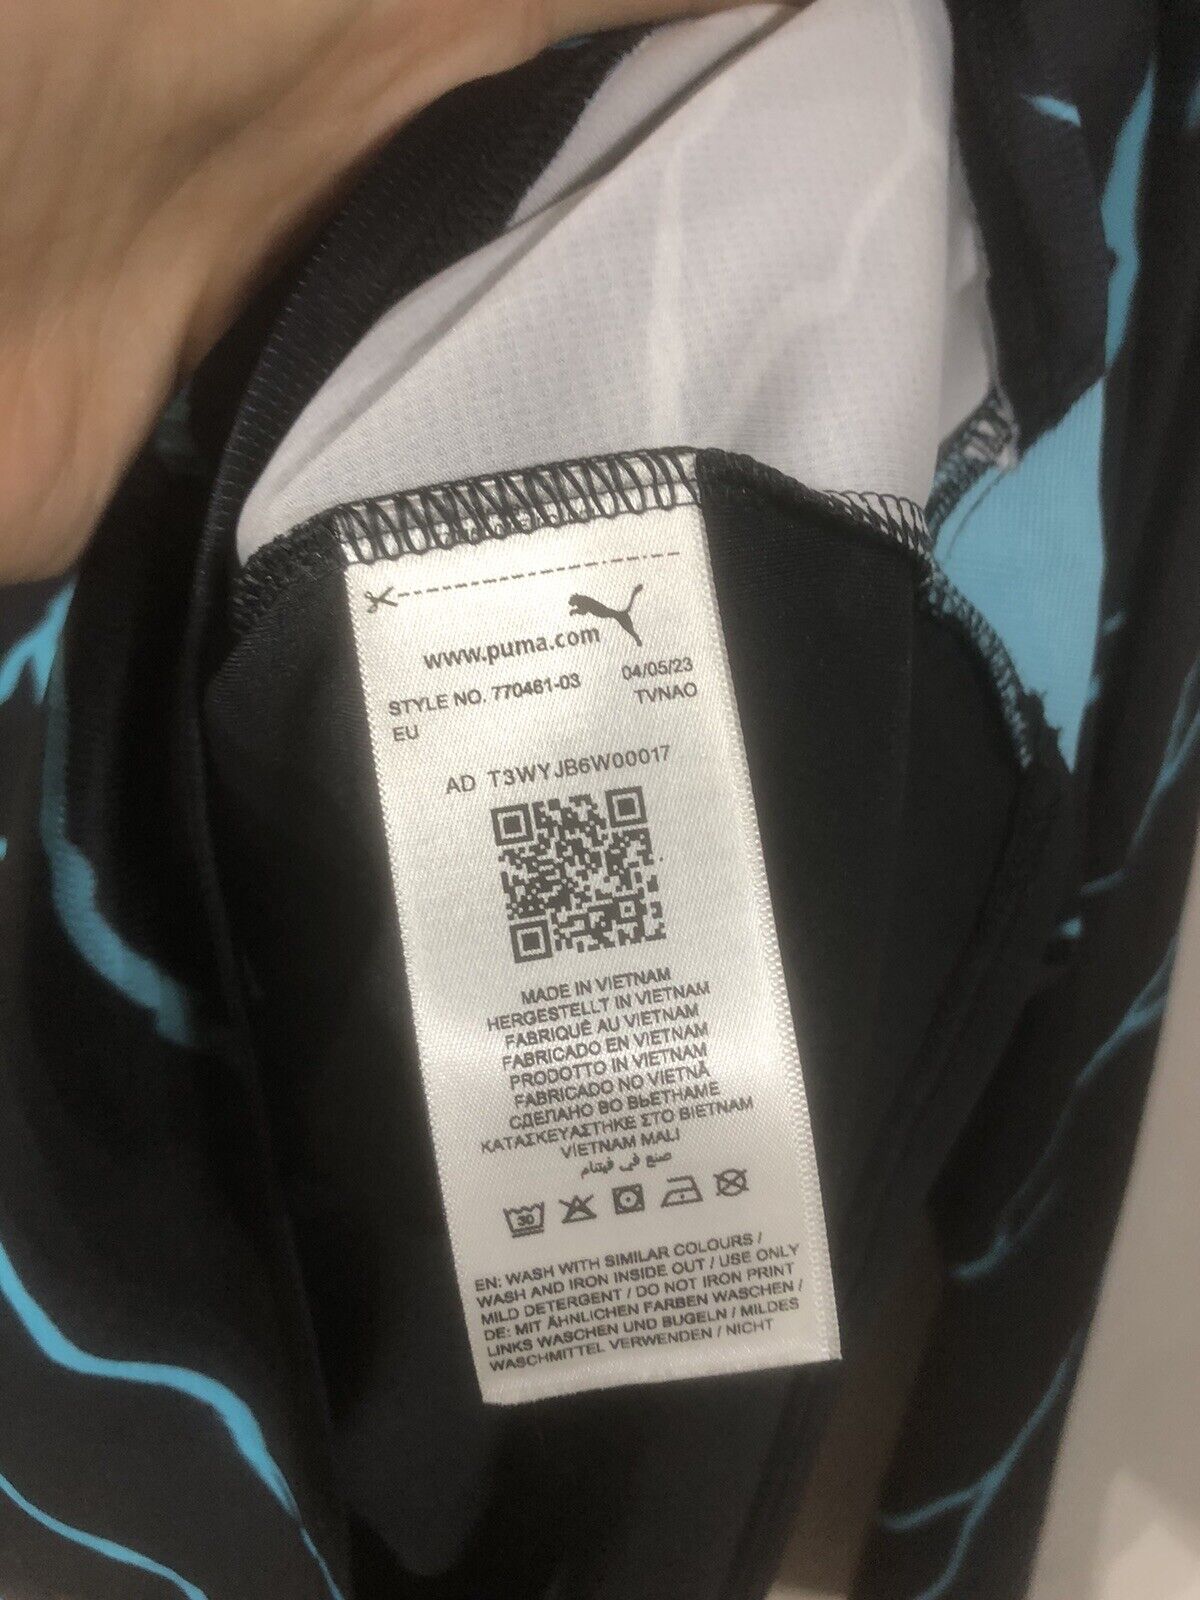 www.puma.com
STYLE NO. 770461-03 04/05/23
EU TVNAO
AD T3WYJB6W00017
MADE IN VIETNAM
HERGESTELLT IN VIETNAM
FABRIQUÉ AU VIETNAM
FABRICADO EN VIETNAM
PRODOTTO IN VIETNAM
FABRICADO NO VIETNÃ
СДЕЛАНО ВО ВЬЕТНАМЕ
ΚΑΤΑΣΚΕΥΑΣΤΗΚΕ ΣΤΟ ΒΙΕΤΝΑΜ
VİETNAM MALI
صنع في فيتنام
30
EN: WASH WITH SIMILAR COLOURS /
WASH AND IRON INSIDE OUT / USE ONLY
MILD DETERGENT / DO NOT IRON PRINT
DE: MIT ÄHNLICHEN FARBEN WASCHEN /
LINKS WASCHEN UND BUGELN / MILDES
WASCHMITTEL VERWENDEN / NICHT